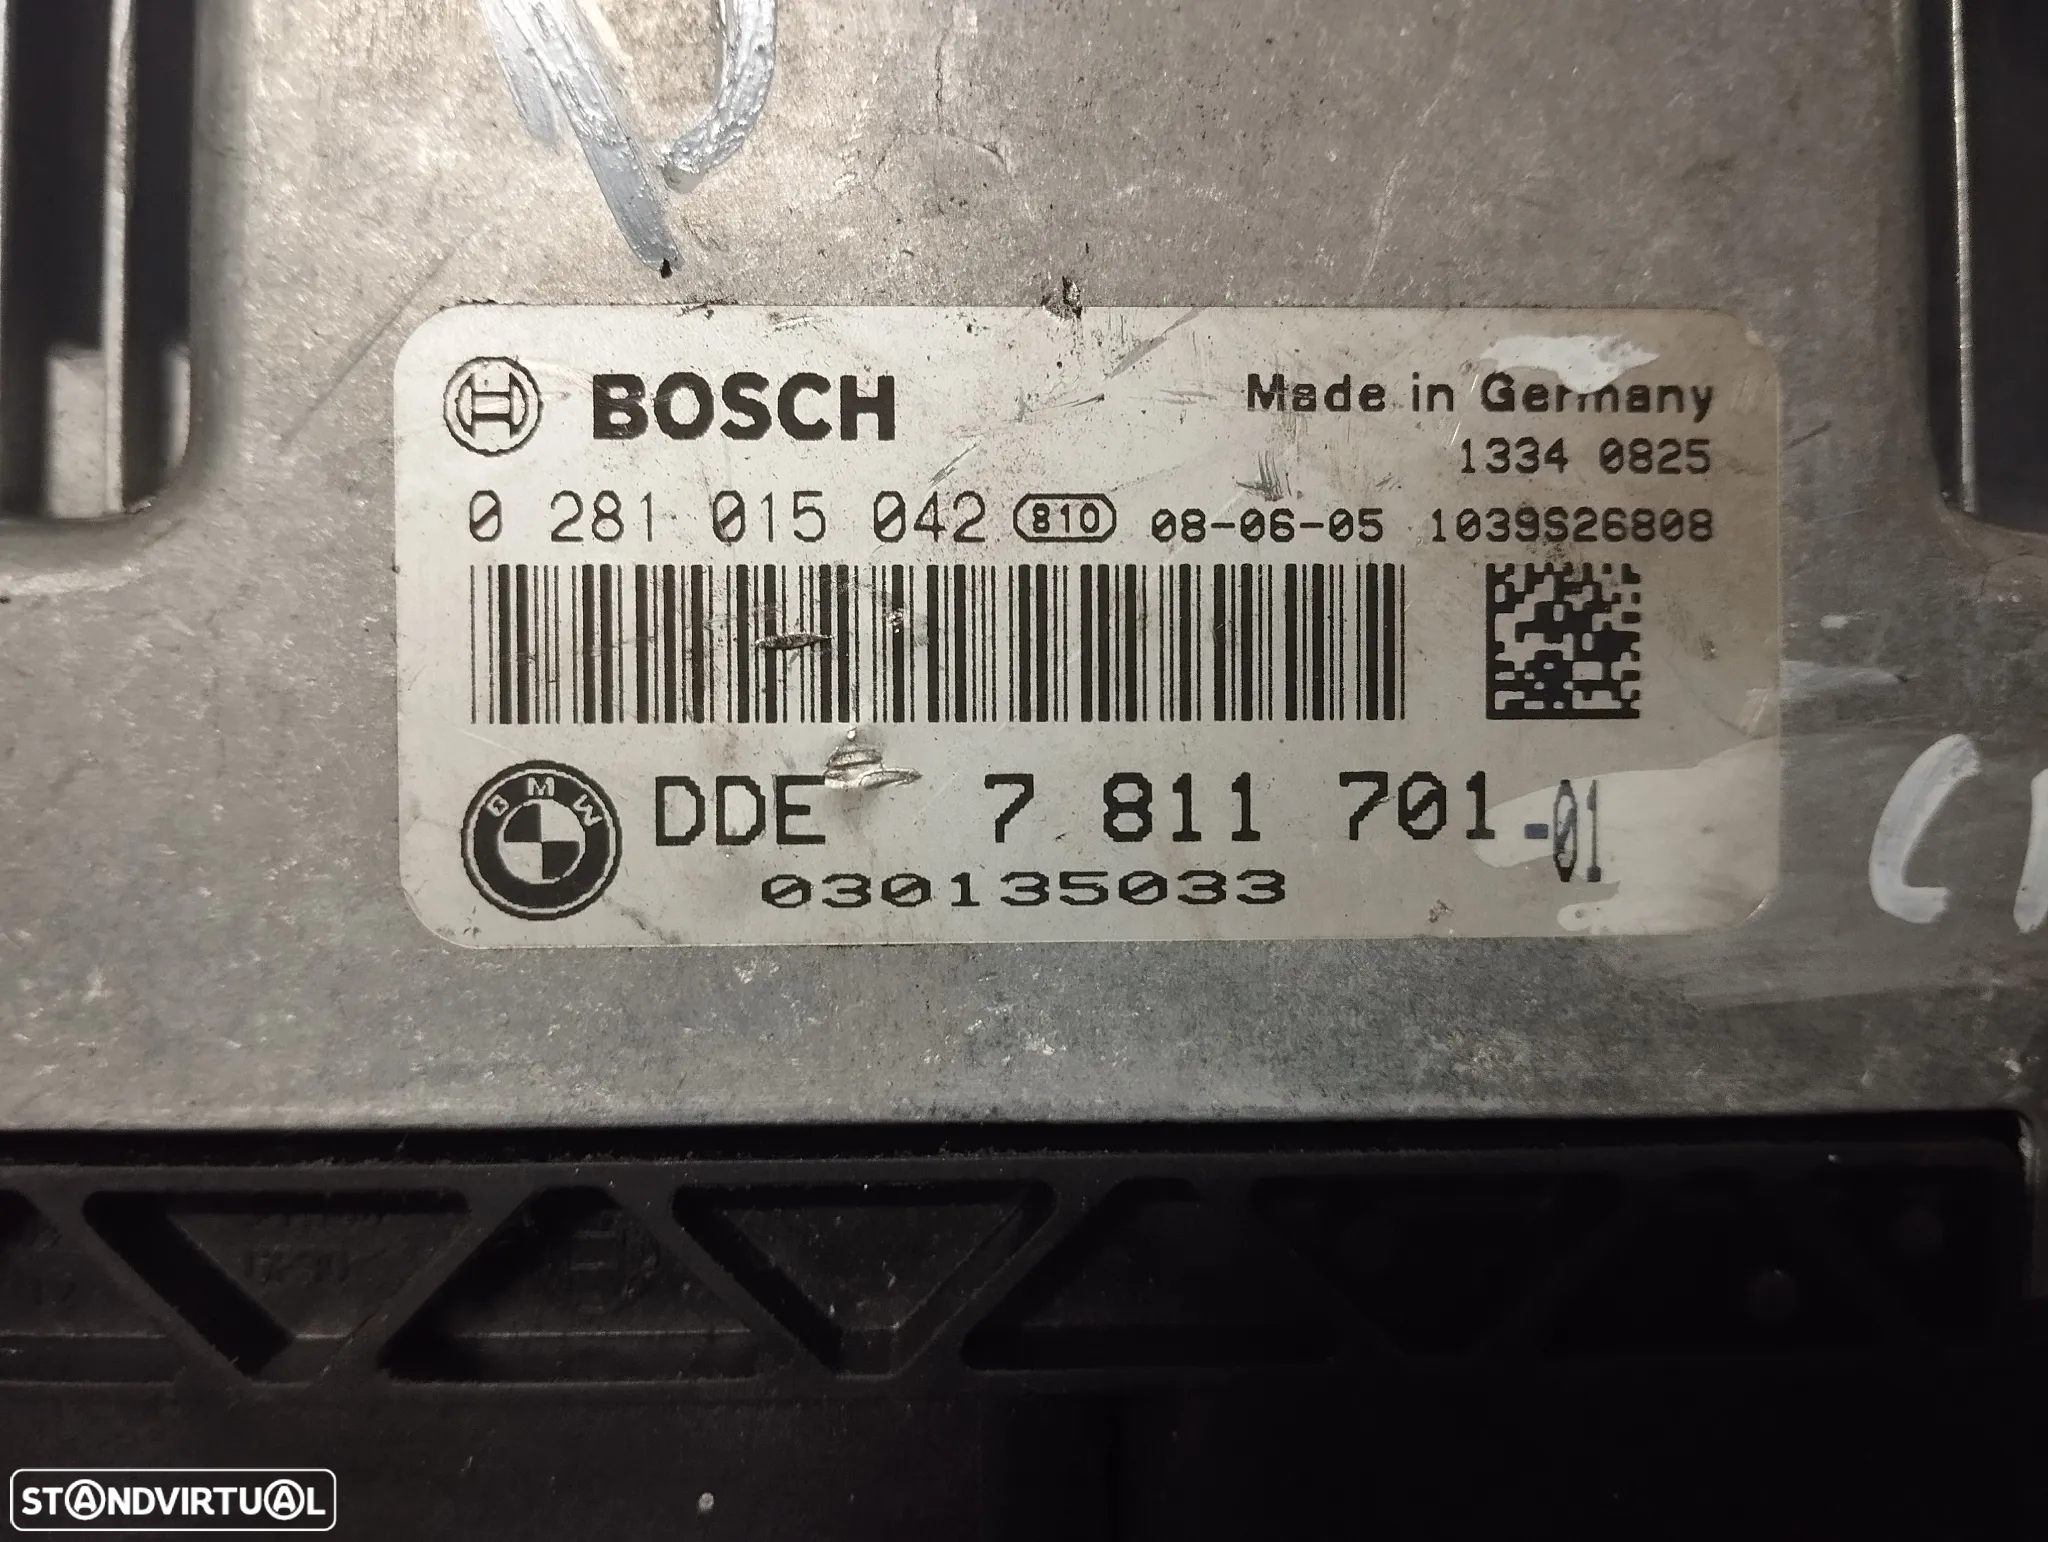 BOSCH
Made in Germany
1334 0825
0 281 015 042 810 08-06-05 1039S26808
BMW
DDE 7 811 701 -01
030135033
STANDVIRTUAL